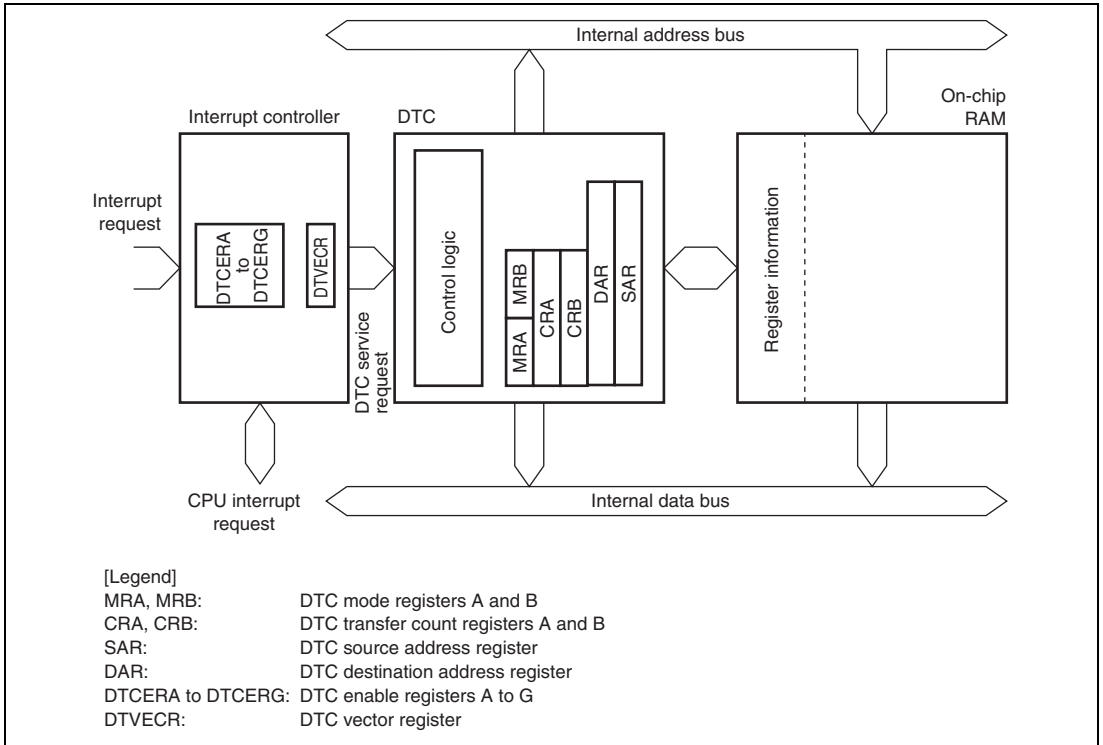 Internal address bus
Interrupt controller
DTC
On-chip
RAM
Interrupt
request
DTCERA
to
DTCERG
DTVECR
DTC service
request
Control logic
MRA
MRB
CRA
CRB
DAR
SAR
Register information
CPU interrupt
request
Internal data bus
[Legend]
MRA, MRB: DTC mode registers A and B
CRA, CRB: DTC transfer count registers A and B
SAR: DTC source address register
DAR: DTC destination address register
DTCERA to DTCERG: DTC enable registers A to G
DTVECR: DTC vector register